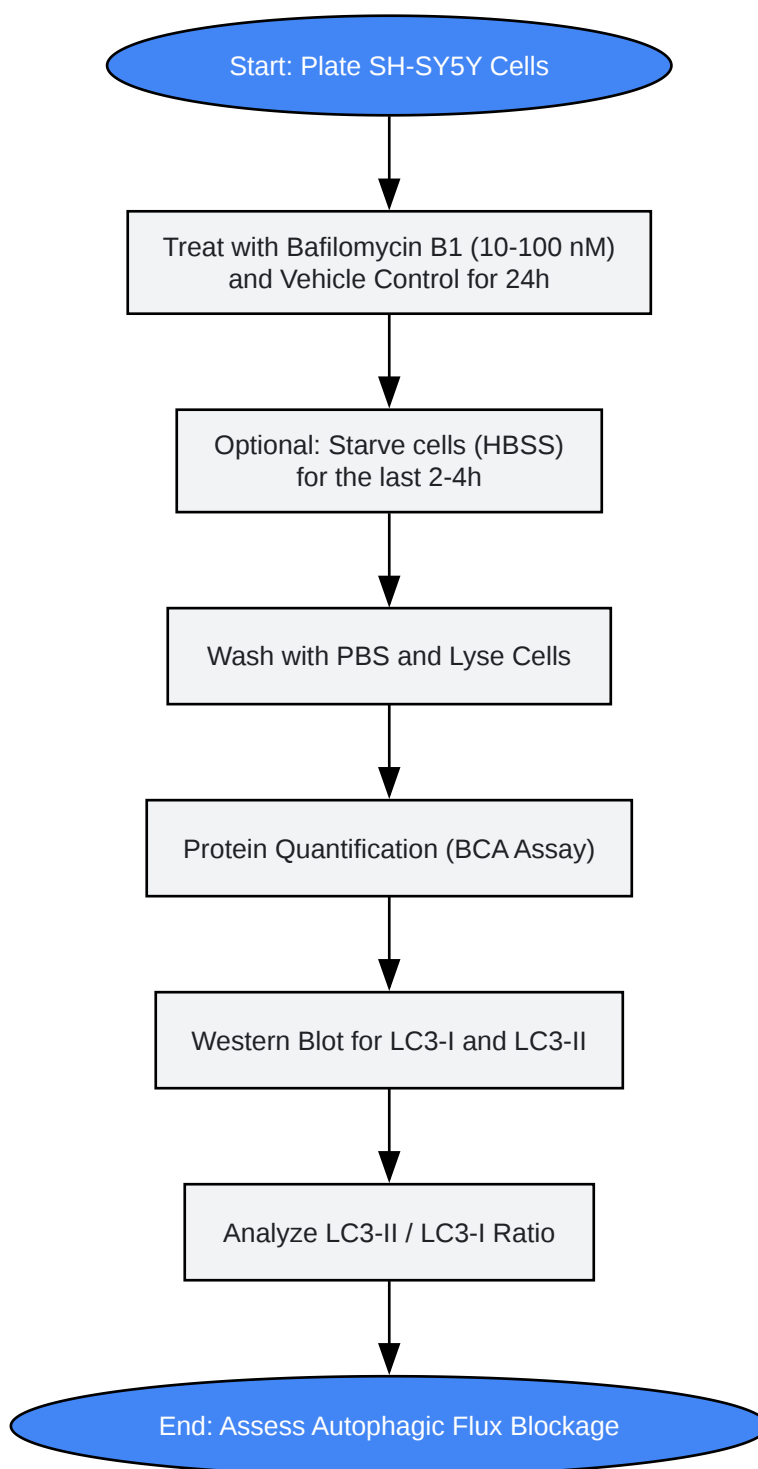 Start: Plate SH-SY5Y Cells
Treat with Bafilomycin B1 (10-100 nM)
and Vehicle Control for 24h
Optional: Starve cells (HBSS)
for the last 2-4h
Wash with PBS and Lyse Cells
Protein Quantification (BCA Assay)
Western Blot for LC3-I and LC3-II
Analyze LC3-II / LC3-I Ratio
End: Assess Autophagic Flux Blockage